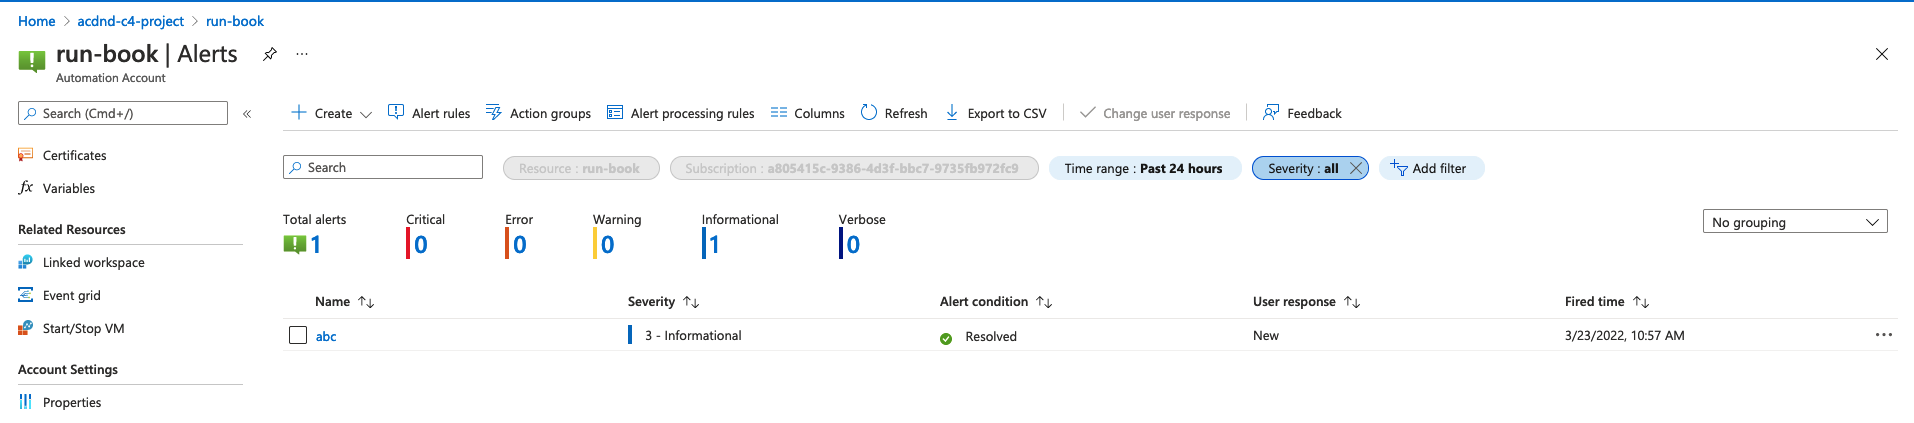 Home > acdnd-c4-project > run-book
run-book | Alerts
Automation Account
Search (Cmd+/)
Create
Alert rules
Action groups
Alert processing rules
Columns
Refresh
Export to CSV
Change user response
Feedback
Certificates
Variables
Related Resources
Linked workspace
Event grid
Start/Stop VM
Account Settings
Properties
Search
Resource : run-book
Subscription : a805415c-9386-4d3f-bbc7-9735fb972fc9
Time range : Past 24 hours
Severity : all
Add filter
Total alerts
1
Critical
0
Error
0
Warning
0
Informational
1
Verbose
0
No grouping
Name Severity Alert condition User response Fired time
abc 3 - Informational Resolved New 3/23/2022, 10:57 AM